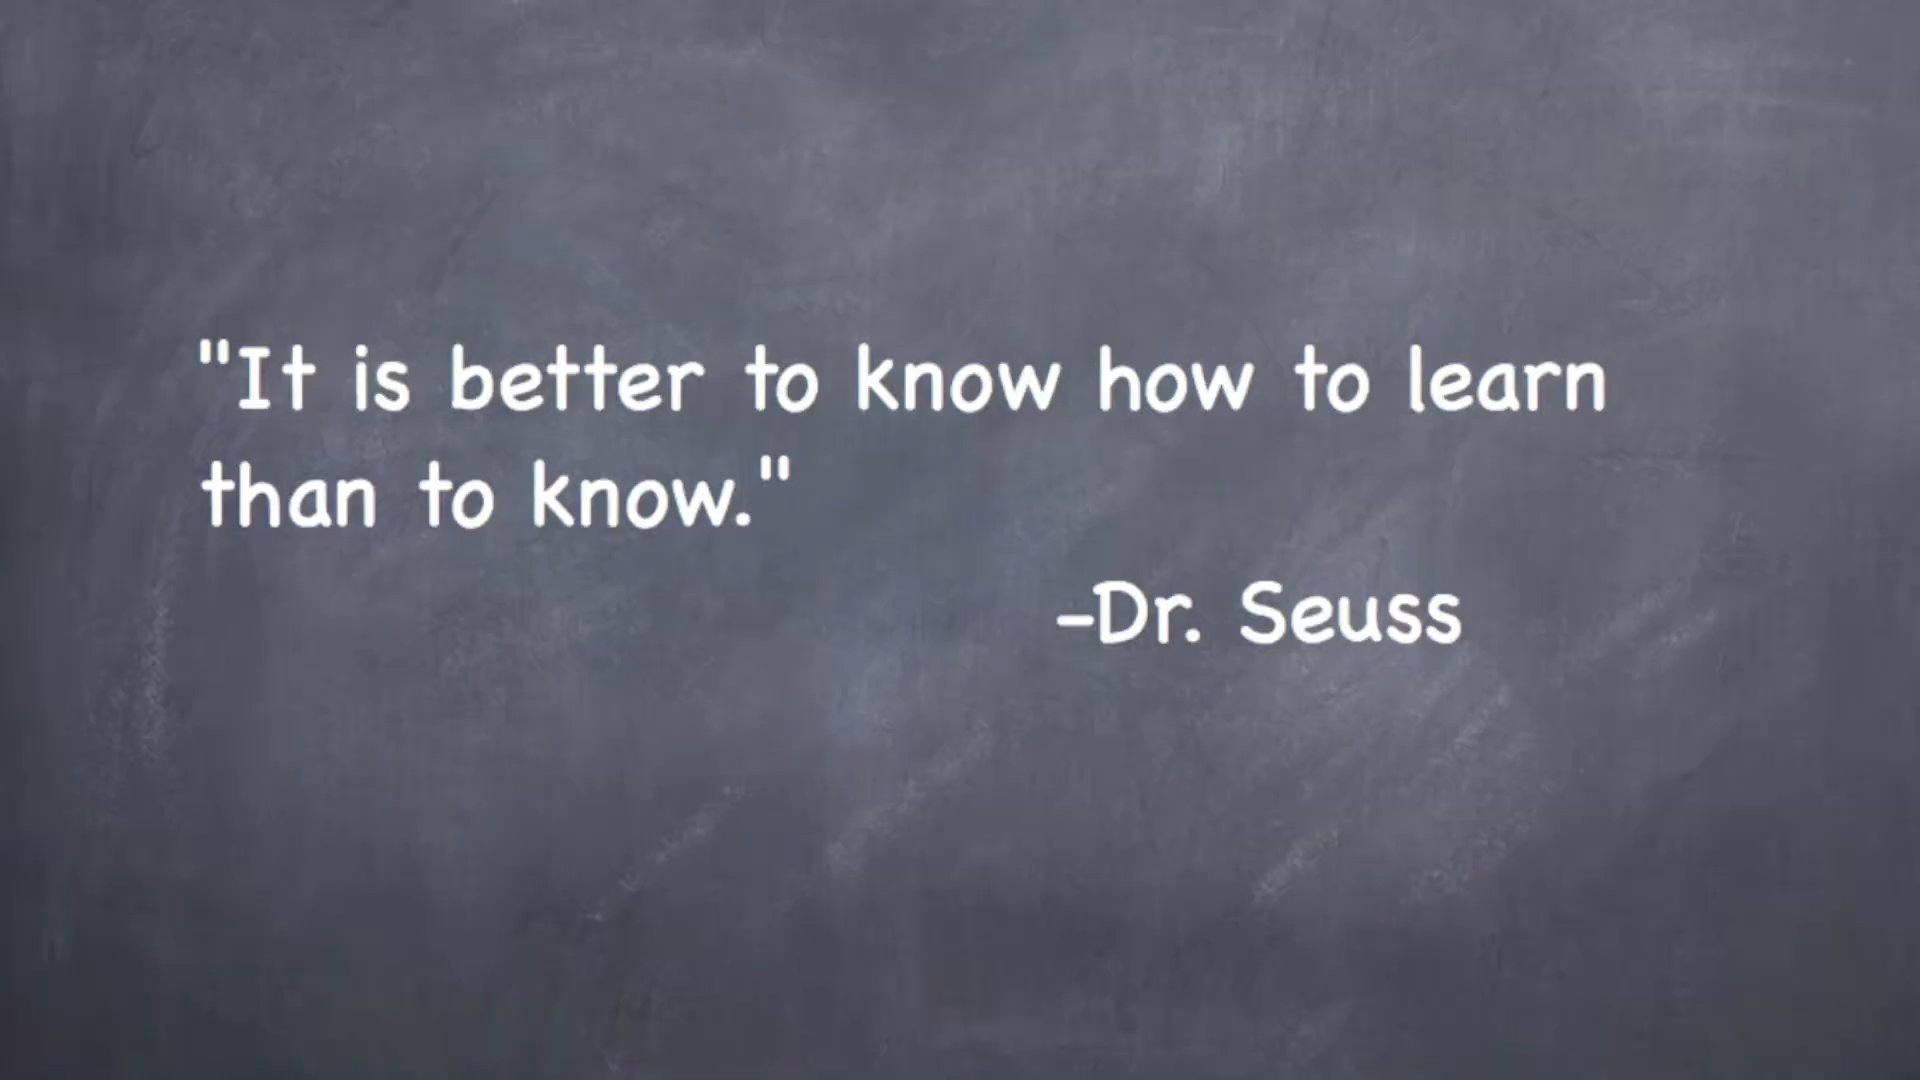 "It is better to know how to learn
than to know."
-Dr. Seuss